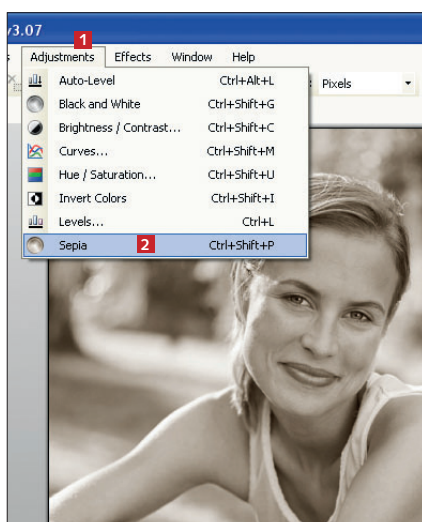 v3.07
1
s Adjustments Effects Window Help
Auto-Level Ctrl+Alt+L
Pixels
Black and White Ctrl+Shift+G
Brightness / Contrast... Ctrl+Shift+C
Curves... Ctrl+Shift+M
Hue / Saturation... Ctrl+Shift+U
Invert Colors Ctrl+Shift+I
Levels... Ctrl+L
Sepia 2 Ctrl+Shift+P